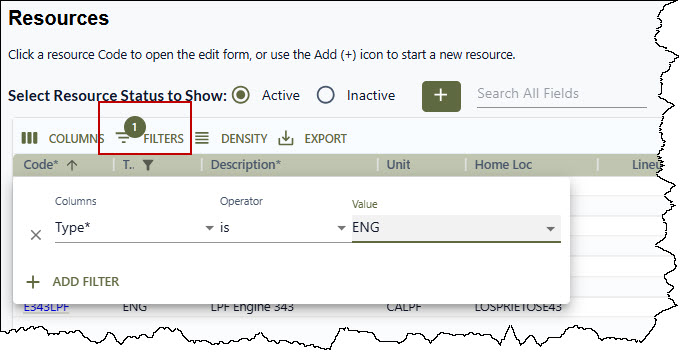 Resources
Click a resource Code to open the edit form, or use the Add (+) icon to start a new resource.
Select Resource Status to Show: Active Inactive + Search All Fields
COLUMNS 1 FILTERS DENSITY EXPORT
Code* T.. Description* Unit Home Loc Lineu
Columns Operator Value
Type* is ENG
+ ADD FILTER
E343LPF ENG LPF Engine 343 CALPF LOSPRIETOSE43